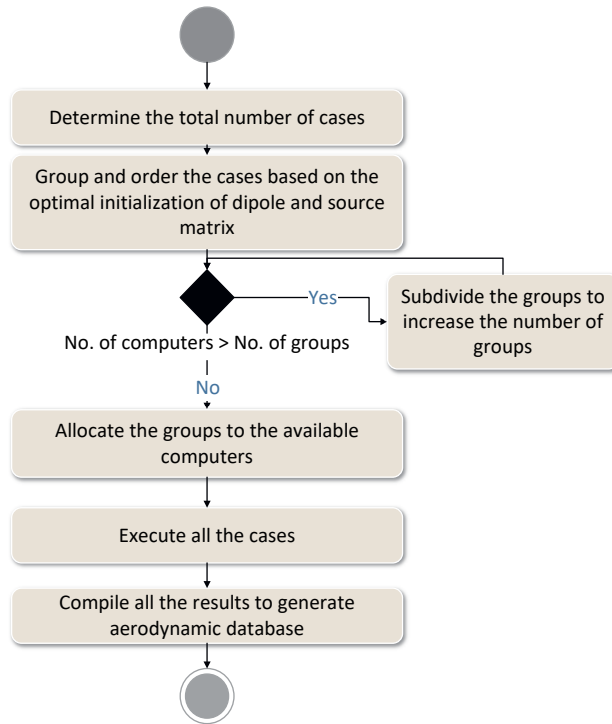 Determine the total number of cases
Group and order the cases based on the
optimal initialization of dipole and source
matrix
Yes
Subdivide the groups to
increase the number of
groups
No. of computers > No. of groups
No
Allocate the groups to the available
computers
Execute all the cases
Compile all the results to generate
aerodynamic database